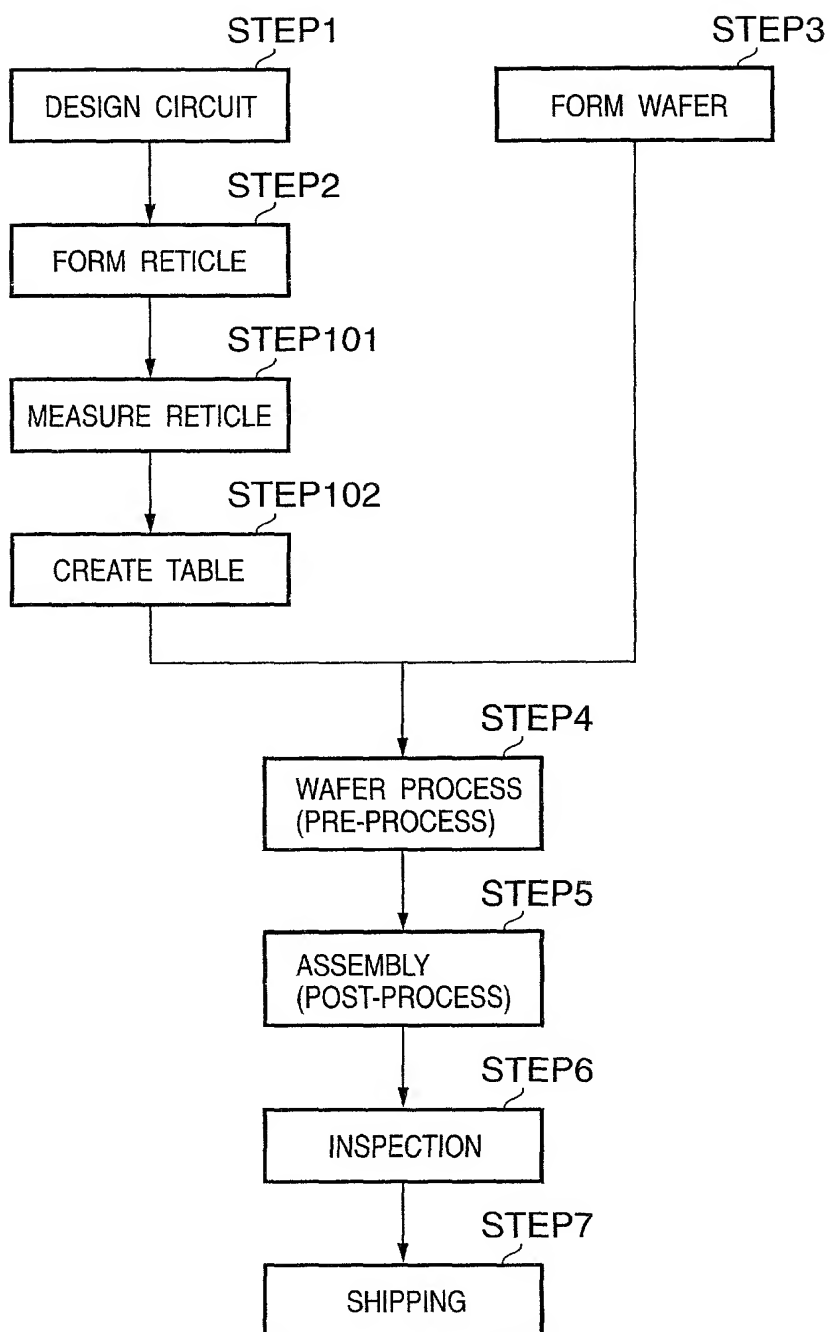 STEP1
DESIGN CIRCUIT
STEP2
FORM RETICLE
STEP101
MEASURE RETICLE
STEP102
CREATE TABLE
STEP3
FORM WAFER
STEP4
WAFER PROCESS
(PRE-PROCESS)
STEP5
ASSEMBLY
(POST-PROCESS)
STEP6
INSPECTION
STEP7
SHIPPING